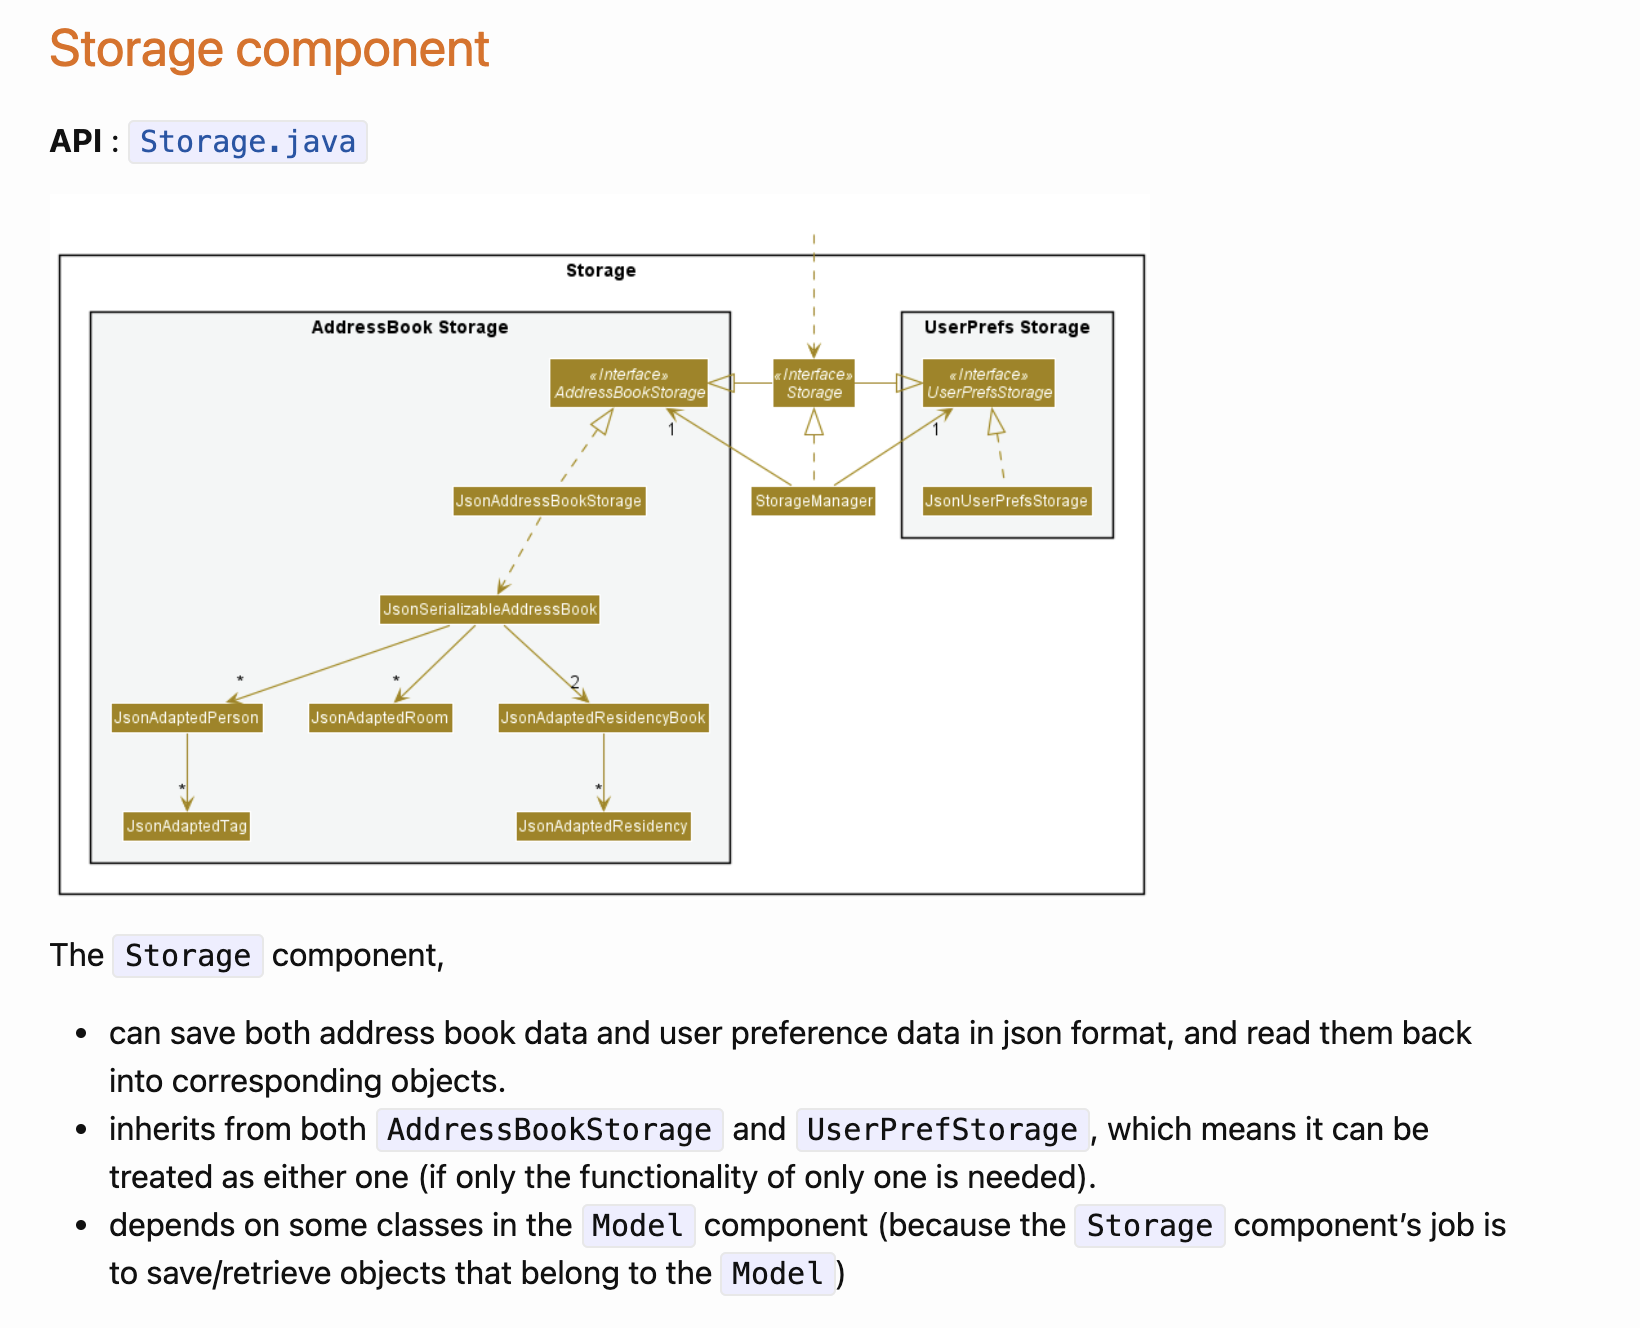 Storage component
API : Storage.java
Storage
AddressBook Storage
UserPrefs Storage
«Interface»
AddressBookStorage
«Interface»
Storage
«Interface»
UserPrefsStorage
1
1
JsonAddressBookStorage
StorageManager
JsonUserPrefsStorage
JsonSerializableAddressBook
*
*
2
JsonAdaptedPerson
JsonAdaptedRoom
JsonAdaptedResidencyBook
*
*
JsonAdaptedTag
JsonAdaptedResidency
The Storage component,
• can save both address book data and user preference data in json format, and read them back
into corresponding objects.
• inherits from both AddressBookStorage and UserPrefStorage, which means it can be
treated as either one (if only the functionality of only one is needed).
• depends on some classes in the Model component (because the Storage component’s job is
to save/retrieve objects that belong to the Model)